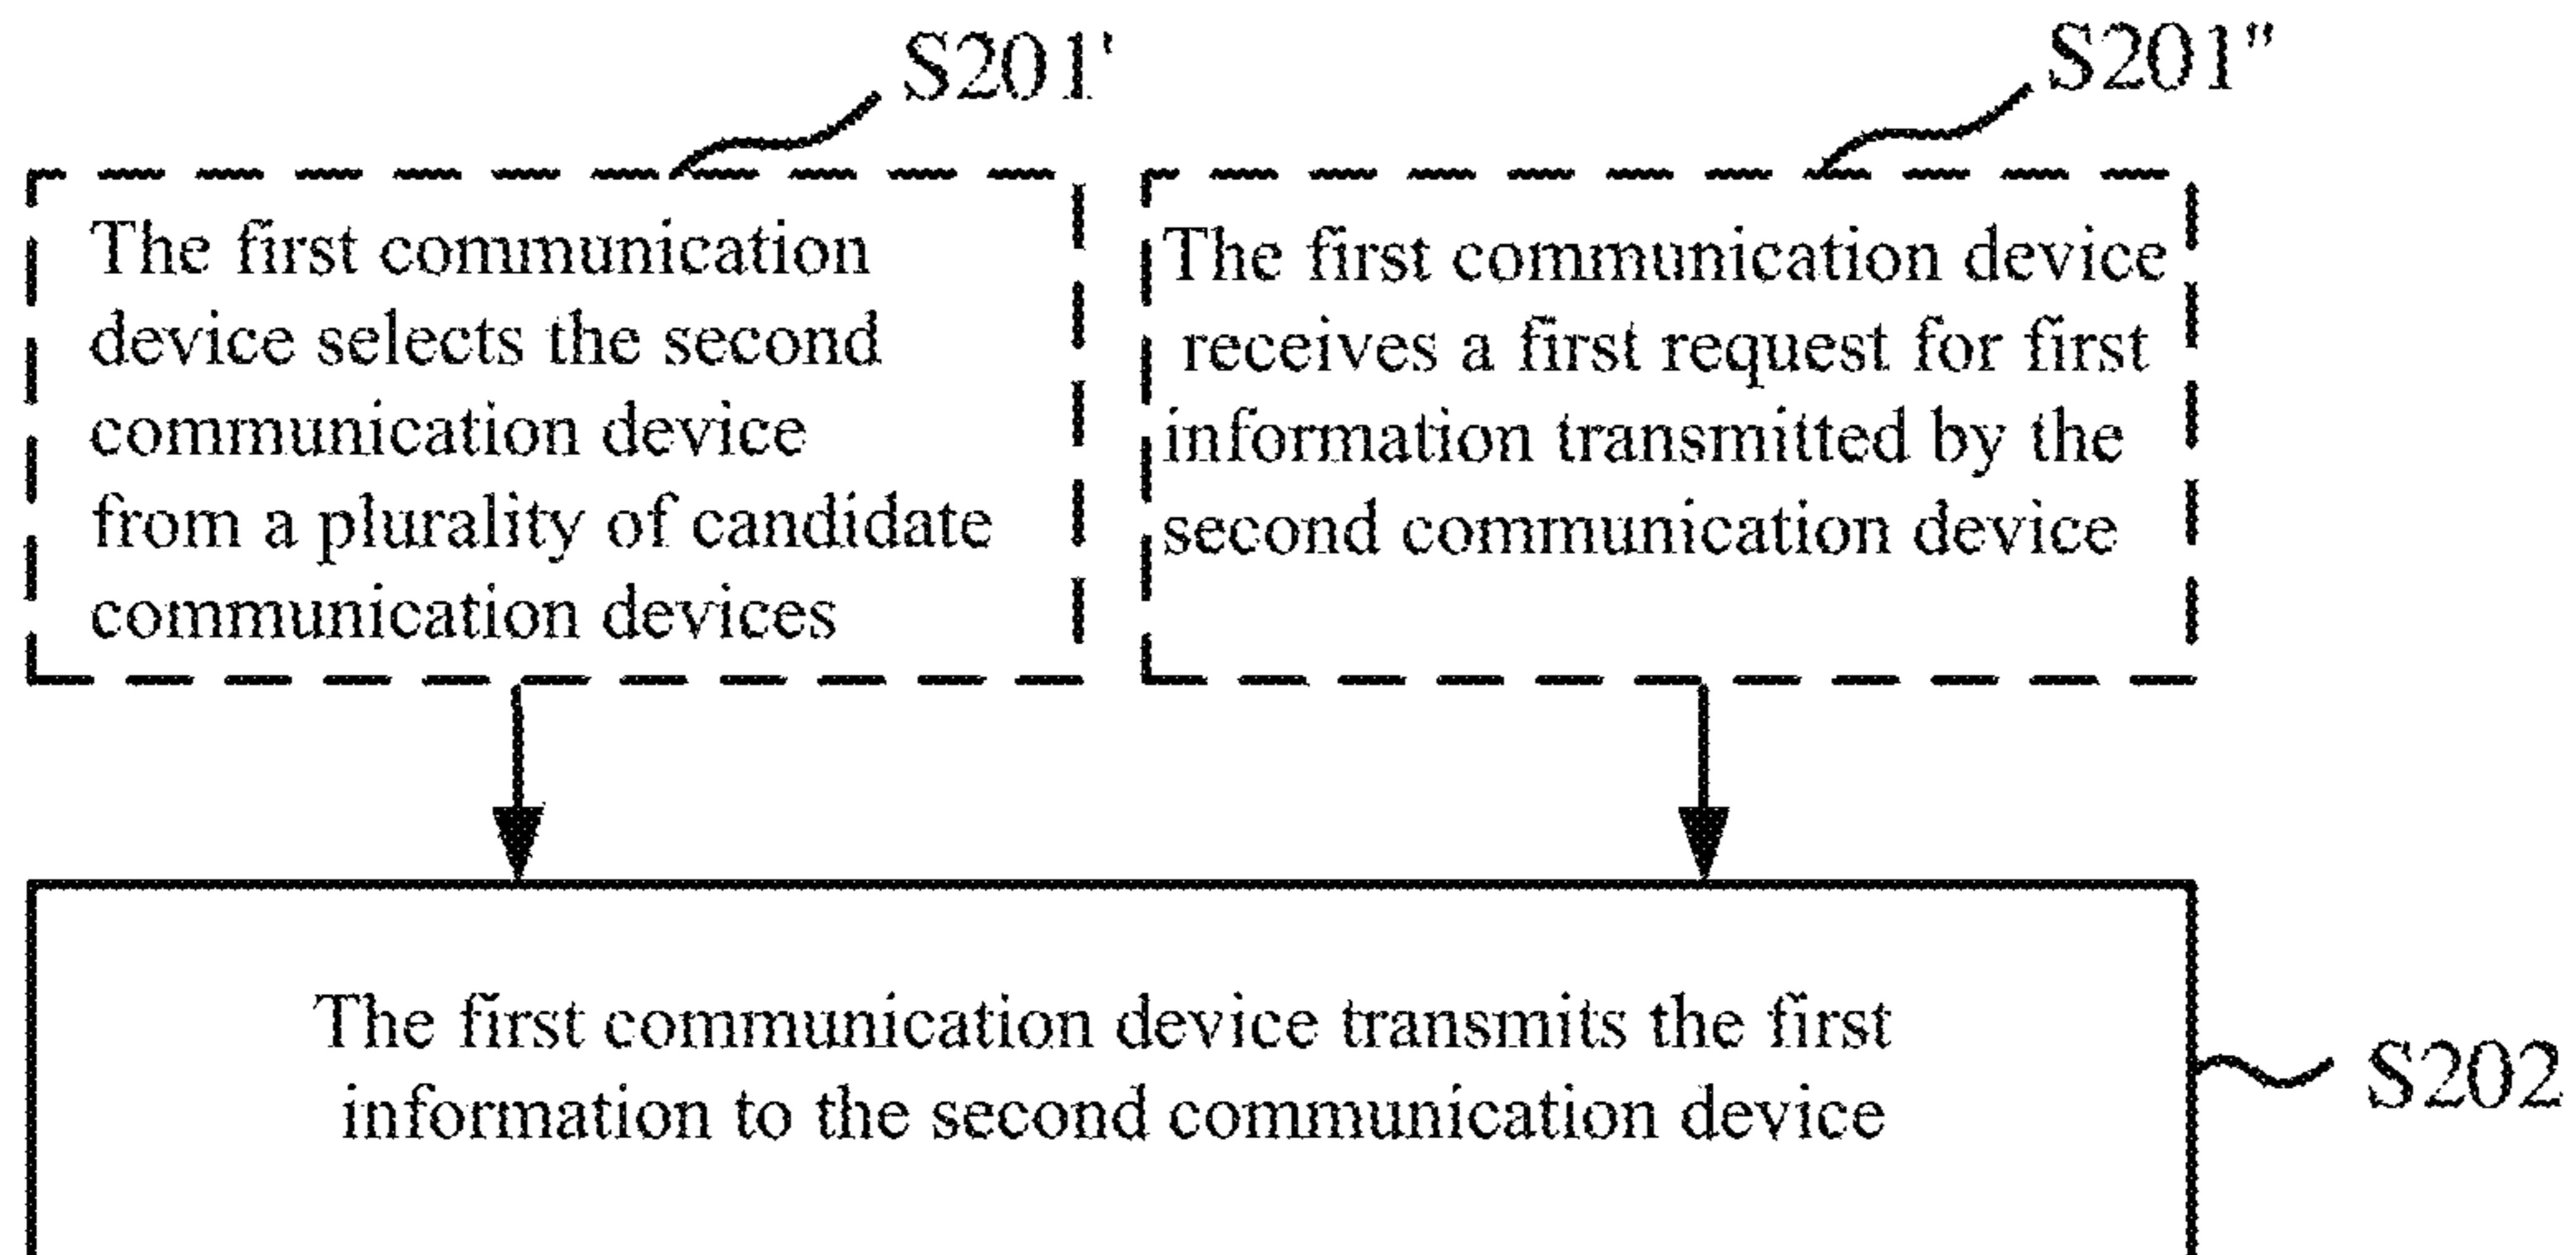 S201'
S201"
The first communication
device selects the second
communication device
from a plurality of candidate
communication devices
The first communication device
receives a first request for first
information transmitted by the
second communication device
The first communication device transmits the first
information to the second communication device
S202